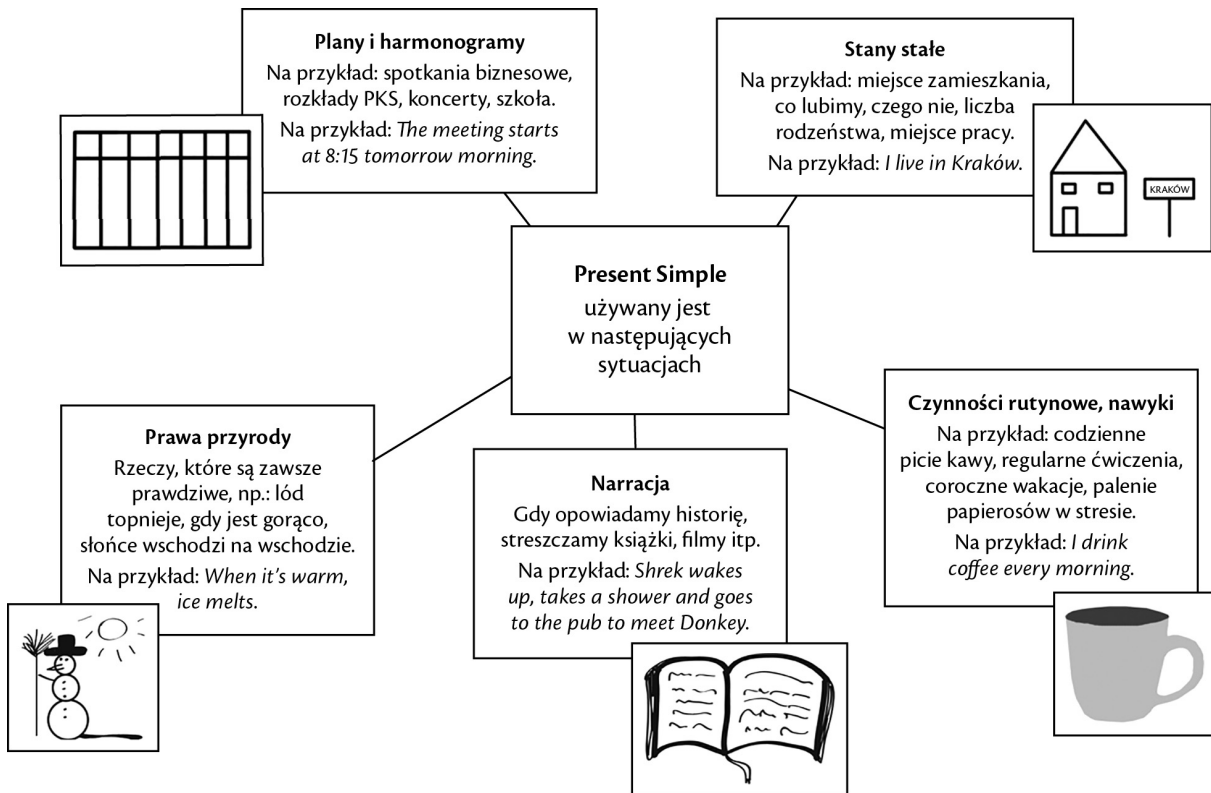 Plany i harmonogramy
Na przykład: spotkania biznesowe,
rozkłady PKS, koncerty, szkoła.
Na przykład: The meeting starts
at 8:15 tomorrow morning.
Stany stałe
Na przykład: miejsce zamieszkania,
co lubimy, czego nie, liczba
rodzeństwa, miejsce pracy.
Na przykład: I live in Kraków.
KRAKÓW
Present Simple
używany jest
w następujących
sytuacjach
Prawa przyrody
Rzeczy, które są zawsze
prawdziwe, np.: lód
topnieje, gdy jest gorąco,
słońce wschodzi na wschodzie.
Na przykład: When it's warm,
ice melts.
Narracja
Gdy opowiadamy historię,
streszczamy książki, filmy itp.
Na przykład: Shrek wakes
up, takes a shower and goes
to the pub to meet Donkey.
Czynności rutynowe, nawyki
Na przykład: codzienne
picie kawy, regularne ćwiczenia,
coroczne wakacje, palenie
papierosów w stresie.
Na przykład: I drink
coffee every morning.